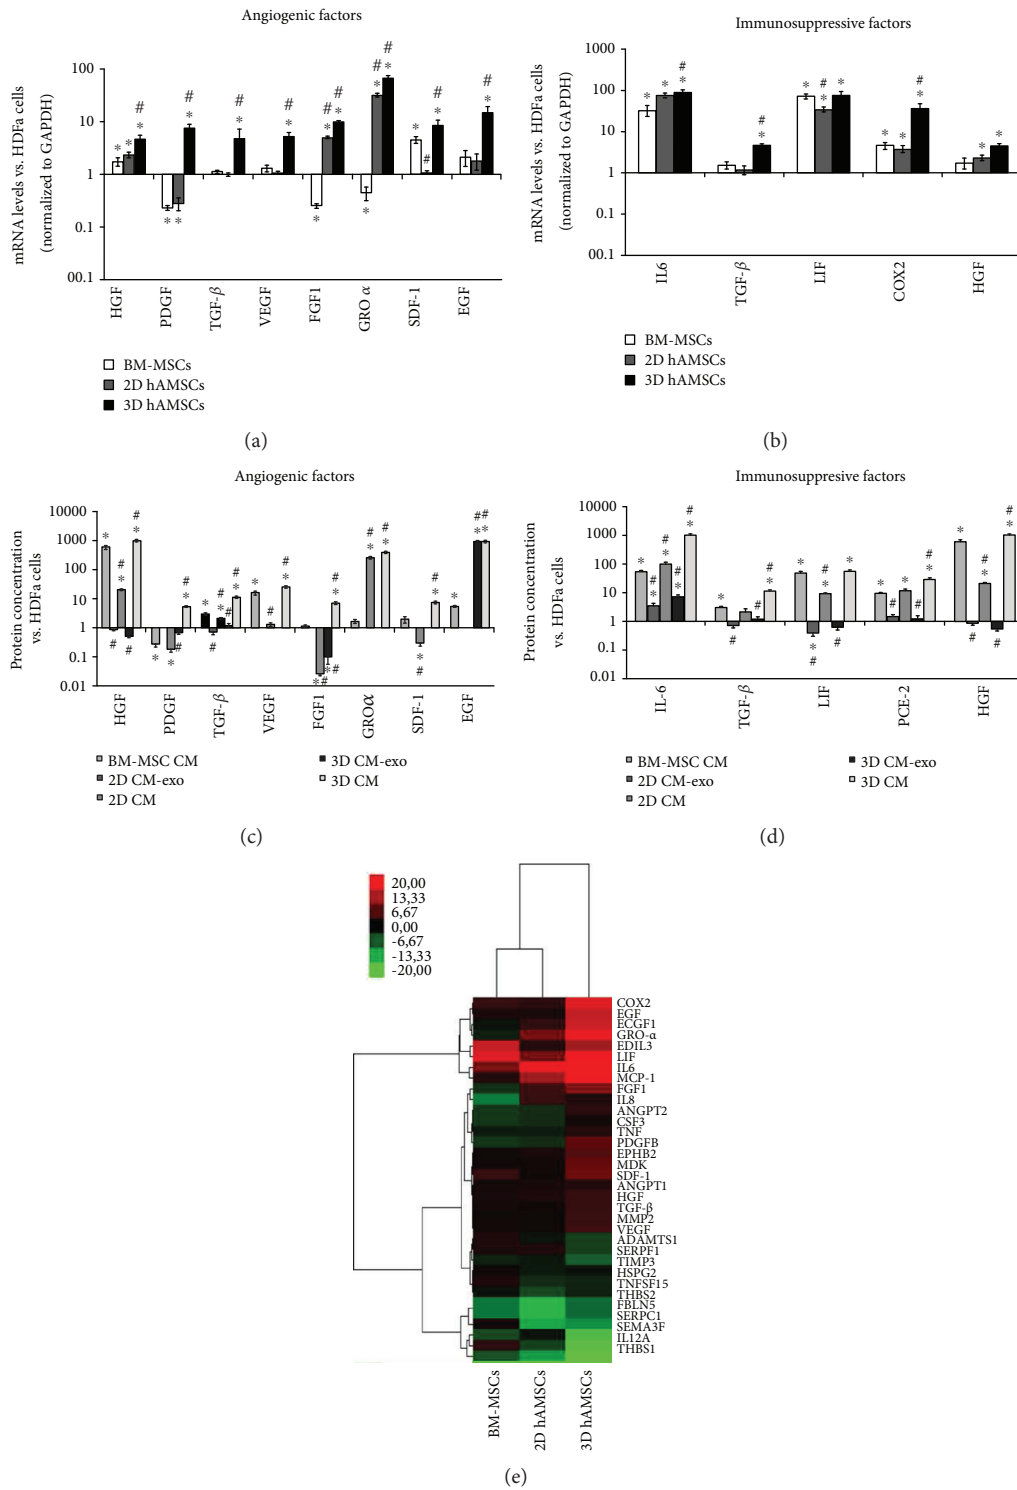 Angiogenic factors
mRNA levels vs. HDFa cells
(normalized to GAPDH)
100
10
1
0.1
00.1
* * * # * * * # * # * # * * # * # * # * # * * # * # # * #
HGF
PDGF
TGF-β
VEGF
FGF1
GRO α
SDF-1
EGF
BM-MSCs
2D hAMSCs
3D hAMSCs
(a)
Immunosuppressive factors
mRNA levels vs. HDFa cells
(normalized to GAPDH)
1000
100
10
1
0.1
00.1
* * * # * # * * # * * * * # * *
IL6
TGF-β
LIF
COX2
HGF
BM-MSCs
2D hAMSCs
3D hAMSCs
(b)
Angiogenic factors
Protein concentration
vs. HDFa cells
10000
1000
100
10
1
0.1
0.01
HGF
PDGF
TGF-β
VEGF
FGF1
GROα
SDF-1
EGF
BM-MSC CM
2D CM-exo
2D CM
3D CM-exo
3D CM
(c)
Immunosuppresive factors
Protein concentration
vs. HDFa cells
10000
1000
100
10
1
0.1
0.01
IL-6
TGF-β
LIF
PCE-2
HGF
BM-MSC CM
2D CM-exo
2D CM
3D CM-exo
3D CM
(d)
20,00
13,33
6,67
0,00
-6,67
-13,33
-20,00
COX2
EGF
ECGF1
GRO-α
EDIL3
LIF
IL6
MCP-1
FGF1
IL8
ANGPT2
CSF3
TNF
PDGFB
EPHB2
MDK
SDF-1
ANGPT1
HGF
TGF-β
MMP2
VEGF
ADAMTS1
SERPF1
TIMP3
HSPG2
TNFSF15
THBS2
FBLN5
SERPC1
SEMA3F
IL12A
THBS1
BM-MSCs
2D hAMSCs
3D hAMSCs
(e)